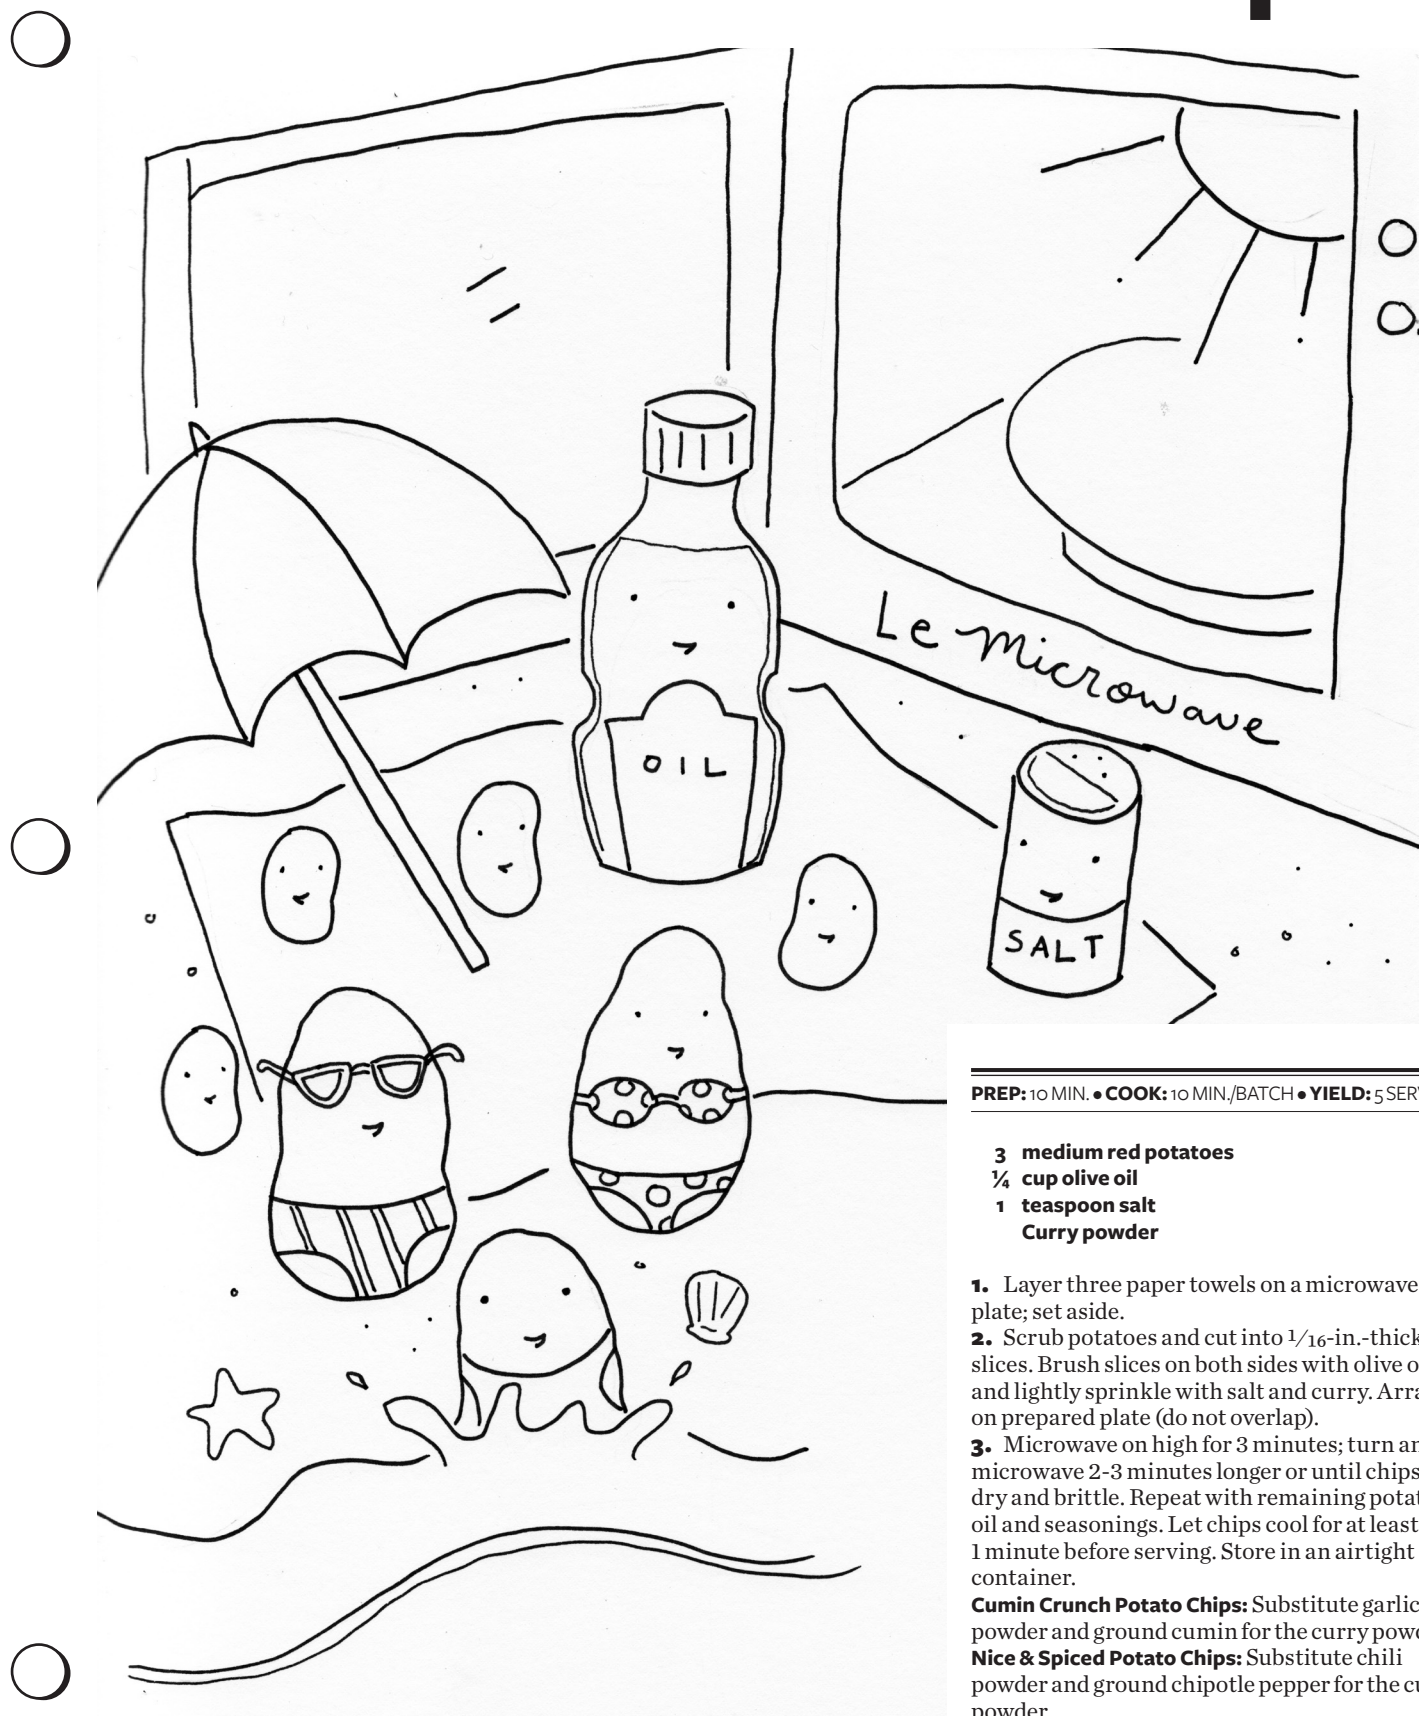 Le Microwave
OIL
SALT
PREP: 10 MIN. • COOK: 10 MIN./BATCH • YIELD: 5 SER
3 medium red potatoes
¼ cup olive oil
1 teaspoon salt
Curry powder
1. Layer three paper towels on a microwave
plate; set aside.
2. Scrub potatoes and cut into 1/16-in.-thick
slices. Brush slices on both sides with olive o
and lightly sprinkle with salt and curry. Arra
on prepared plate (do not overlap).
3. Microwave on high for 3 minutes; turn an
microwave 2-3 minutes longer or until chips
dry and brittle. Repeat with remaining potat
oil and seasonings. Let chips cool for at least
1 minute before serving. Store in an airtight
container.
Cumin Crunch Potato Chips: Substitute garlic
powder and ground cumin for the curry powd
Nice & Spiced Potato Chips: Substitute chili
powder and ground chipotle pepper for the cu
powder